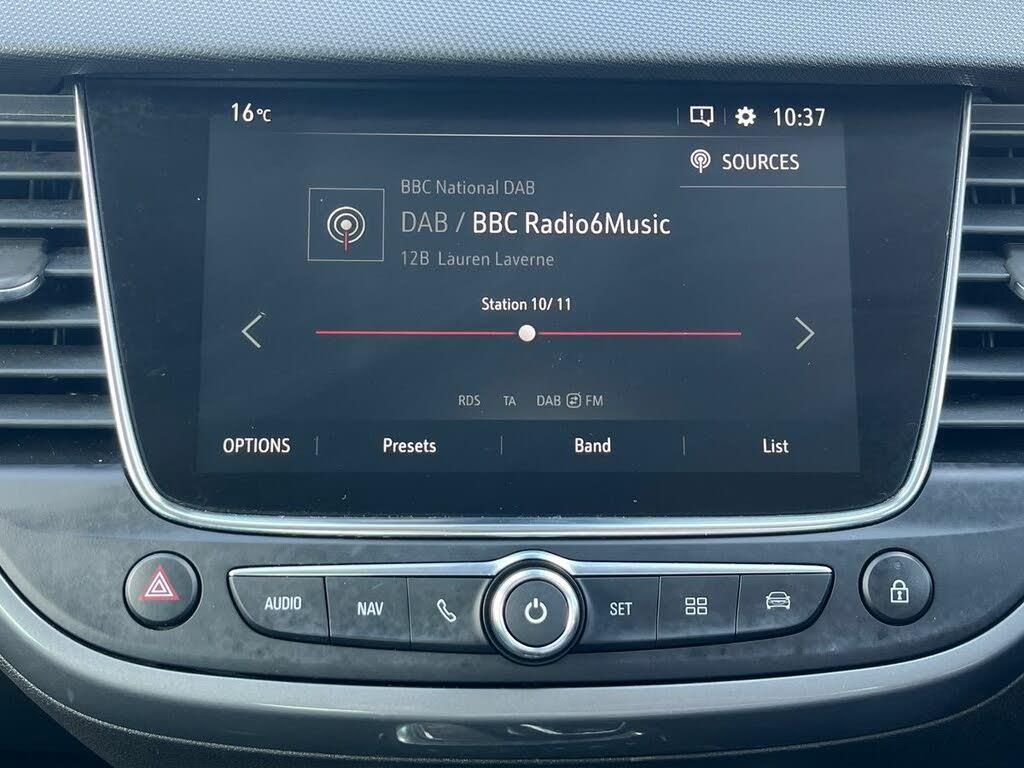 16°C 10:37
SOURCES
BBC National DAB
DAB / BBC Radio6Music
12B Lauren Laverne
Station 10/ 11
RDS TA DAB FM
OPTIONS Presets Band List
AUDIO NAV SET